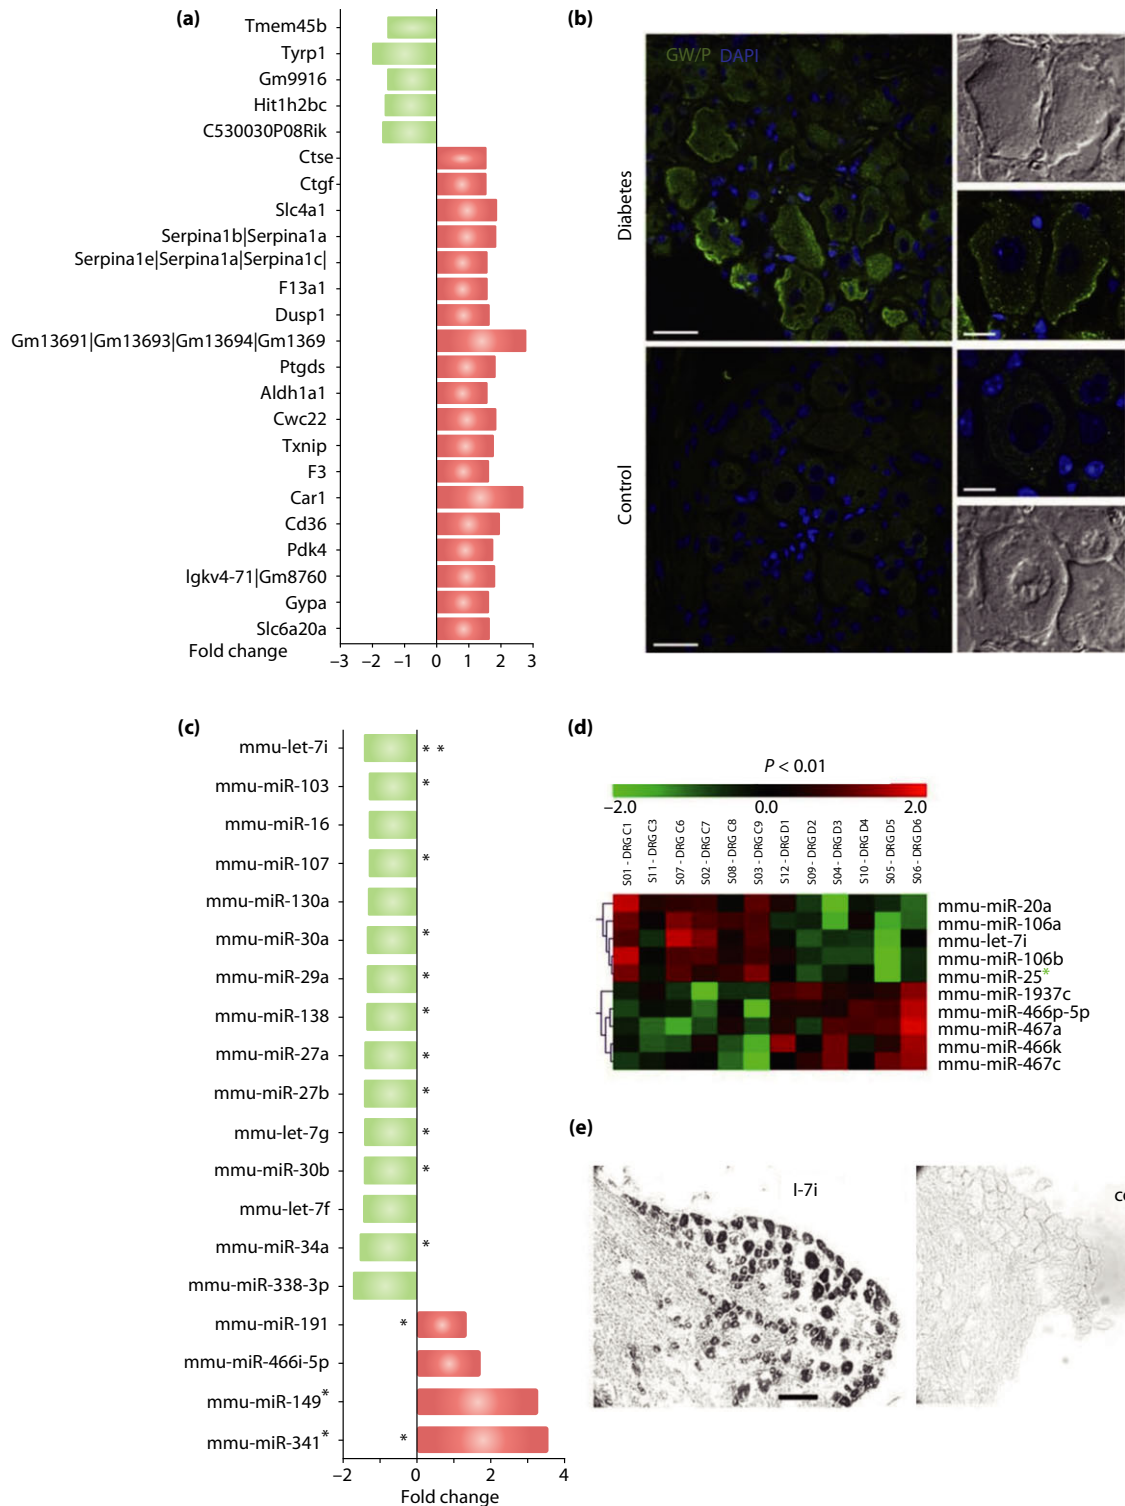 (a)
Tmem45b
Tyrp1
Gm9916
Hit1h2bc
C530030P08Rik
Ctse
Ctgf
Slc4a1
Serpina1b|Serpina1a
Serpina1e|Serpina1a|Serpina1c|
F13a1
Dusp1
Gm13691|Gm13693|Gm13694|Gm1369
Ptgds
Aldh1a1
Cwc22
Txnip
F3
Car1
Cd36
Pdk4
Igkv4-71|Gm8760
Gypa
Slc6a20a
Fold change
–3 –2 –1 0 1 2 3
(b)
GW/P DAPI
Diabetes
Control
(c)
mmu-let-7i * *
mmu-miR-103 *
mmu-miR-16
mmu-miR-107 *
mmu-miR-130a
mmu-miR-30a *
mmu-miR-29a *
mmu-miR-138 *
mmu-miR-27a *
mmu-miR-27b *
mmu-let-7g *
mmu-miR-30b *
mmu-let-7f
mmu-miR-34a *
mmu-miR-338-3p
mmu-miR-191 *
mmu-miR-466i-5p
mmu-miR-149*
mmu-miR-341* *
–2 0 2 4
Fold change
(d)
P < 0.01
–2.0 0.0 2.0
S01 - DRG C1
S11 - DRG C3
S07 - DRG C6
S02 - DRG C7
S08 - DRG C8
S03 - DRG C9
S12 - DRG D1
S09 - DRG D2
S04 - DRG D3
S10 - DRG D4
S05 - DRG D5
S06 - DRG D6
mmu-miR-20a
mmu-miR-106a
mmu-let-7i
mmu-miR-106b
mmu-miR-25*
mmu-miR-1937c
mmu-miR-466p-5p
mmu-miR-467a
mmu-miR-466k
mmu-miR-467c
(e)
l-7i